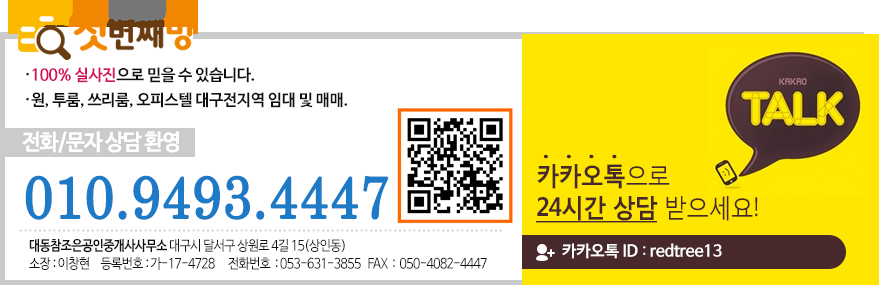 첫번째방
·100% 실사진으로 믿을 수 있습니다.
·원, 투룸, 쓰리룸, 오피스텔 대구전지역 임대 및 매매.
전화/문자 상담 환영
010.9493.4447
대동참조은공인중개사사무소 대구시 달서구 상원로 4길 15(상인동)
소장 : 이창현 등록번호 : 가-17-4728 전화번호 : 053-631-3855 FAX : 050-4082-4447
KAKAO
TALK
카카오톡으로
24시간 상담 받으세요!
카카오톡 ID : redtree13